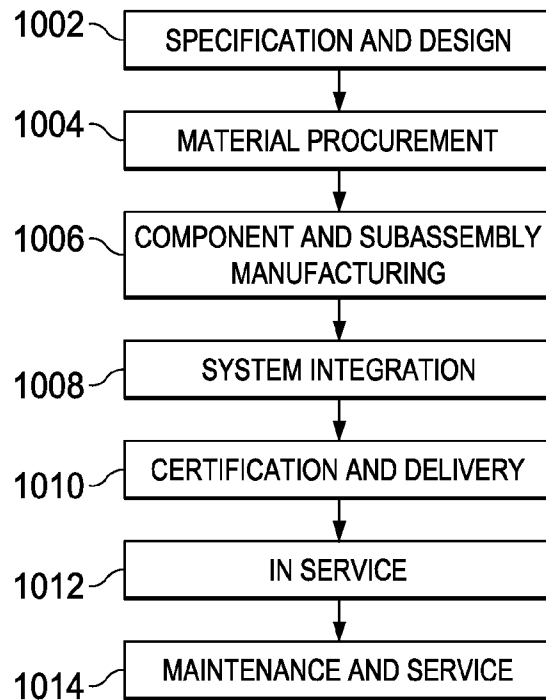 1002
SPECIFICATION AND DESIGN
1004
MATERIAL PROCUREMENT
1006
COMPONENT AND SUBASSEMBLY
MANUFACTURING
1008
SYSTEM INTEGRATION
1010
CERTIFICATION AND DELIVERY
1012
IN SERVICE
1014
MAINTENANCE AND SERVICE